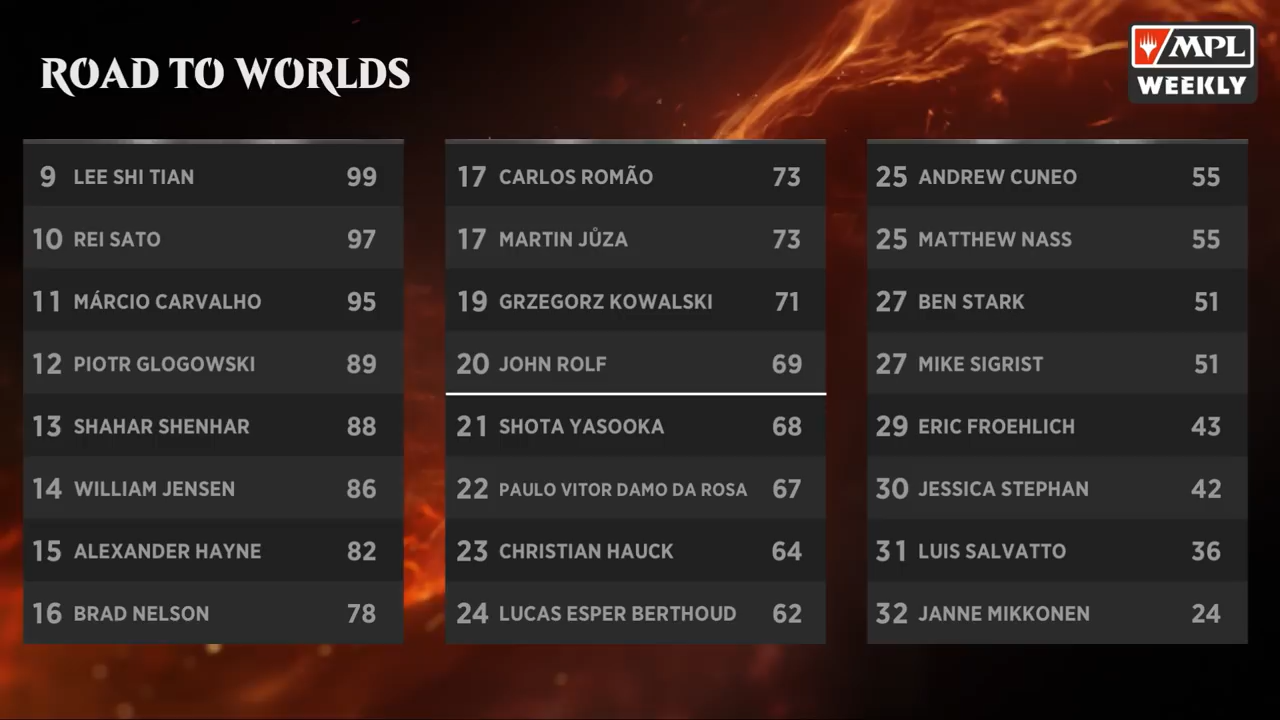 ROAD TO WORLDS
MPL
WEEKLY
9 LEE SHI TIAN 99
10 REI SATO 97
11 MÁRCIO CARVALHO 95
12 PIOTR GLOGOWSKI 89
13 SHAHAR SHENHAR 88
14 WILLIAM JENSEN 86
15 ALEXANDER HAYNE 82
16 BRAD NELSON 78
17 CARLOS ROMÃO 73
17 MARTIN JŮZA 73
19 GRZEGORZ KOWALSKI 71
20 JOHN ROLF 69
21 SHOTA YASOOKA 68
22 PAULO VITOR DAMO DA ROSA 67
23 CHRISTIAN HAUCK 64
24 LUCAS ESPER BERTHOUD 62
25 ANDREW CUNEO 55
25 MATTHEW NASS 55
27 BEN STARK 51
27 MIKE SIGRIST 51
29 ERIC FROEHLICH 43
30 JESSICA STEPHAN 42
31 LUIS SALVATTO 36
32 JANNE MIKKONEN 24